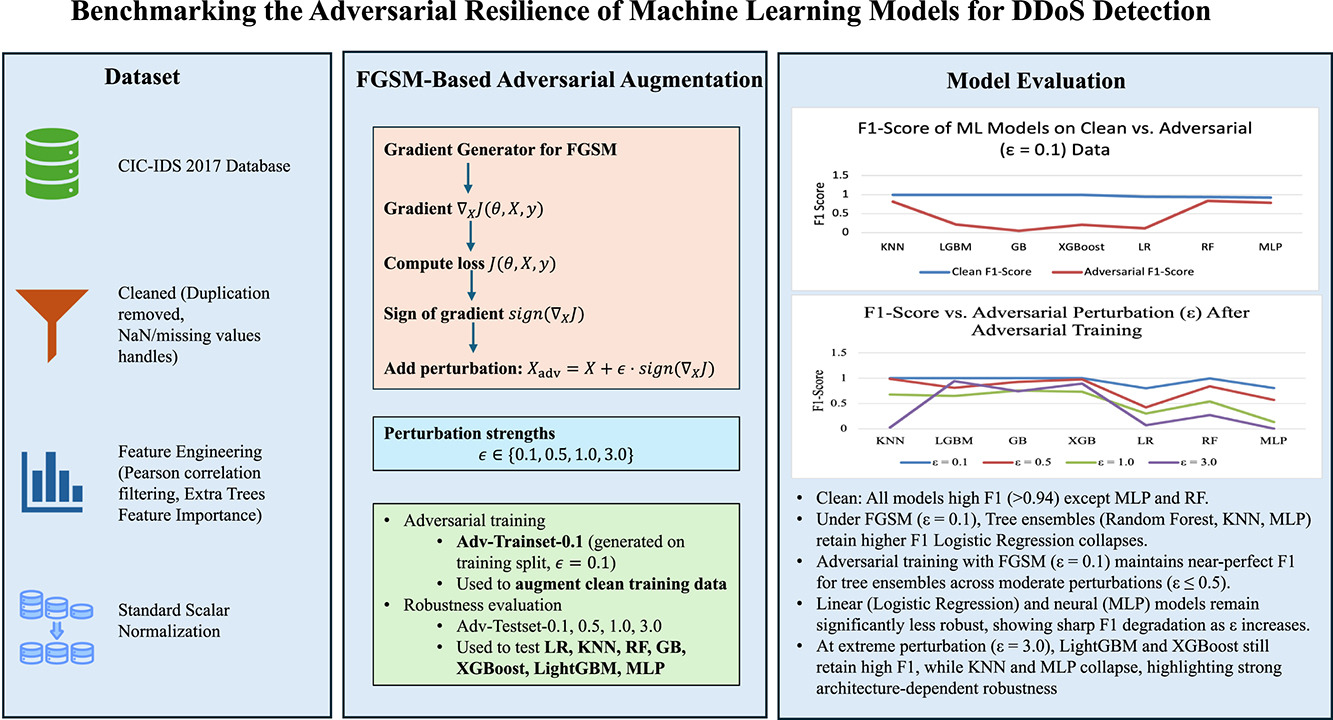 Benchmarking the Adversarial Resilience of Machine Learning Models for DDoS Detection
Dataset
CIC-IDS 2017 Database
Cleaned (Duplication
removed,
NaN/missing values
handles)
Feature Engineering
(Pearson correlation
filtering, Extra Trees
Feature Importance)
Standard Scalar
Normalization
FGSM-Based Adversarial Augmentation
Gradient Generator for FGSM
Gradient ∇XJ(θ, X, y)
Compute loss J(θ, X, y)
Sign of gradient sign(∇XJ)
Add perturbation: Xadv = X + ϵ · sign(∇XJ)
Perturbation strengths
ϵ ∈ {0.1, 0.5, 1.0, 3.0}
• Adversarial training
• Adv-Trainset-0.1 (generated on
training split, ϵ = 0.1)
• Used to augment clean training data
• Robustness evaluation
• Adv-Testset-0.1, 0.5, 1.0, 3.0
• Used to test LR, KNN, RF, GB,
XGBoost, LightGBM, MLP
Model Evaluation
F1-Score of ML Models on Clean vs. Adversarial
(ε = 0.1) Data
F1 Score
1.5
1
0.5
0
KNN LGBM GB XGBoost LR RF MLP
Clean F1-Score Adversarial F1-Score
F1-Score vs. Adversarial Perturbation (ε) After
Adversarial Training
F1-Score
1.5
1
0.5
0
KNN LGBM GB XGB LR RF MLP
ε = 0.1 ε = 0.5 ε = 1.0 ε = 3.0
• Clean: All models high F1 (>0.94) except MLP and RF.
• Under FGSM (ε = 0.1), Tree ensembles (Random Forest, KNN, MLP)
retain higher F1 Logistic Regression collapses.
• Adversarial training with FGSM (ε = 0.1) maintains near-perfect F1
for tree ensembles across moderate perturbations (ε ≤ 0.5).
• Linear (Logistic Regression) and neural (MLP) models remain
significantly less robust, showing sharp F1 degradation as ε increases.
• At extreme perturbation (ε = 3.0), LightGBM and XGBoost still
retain high F1, while KNN and MLP collapse, highlighting strong
architecture-dependent robustness